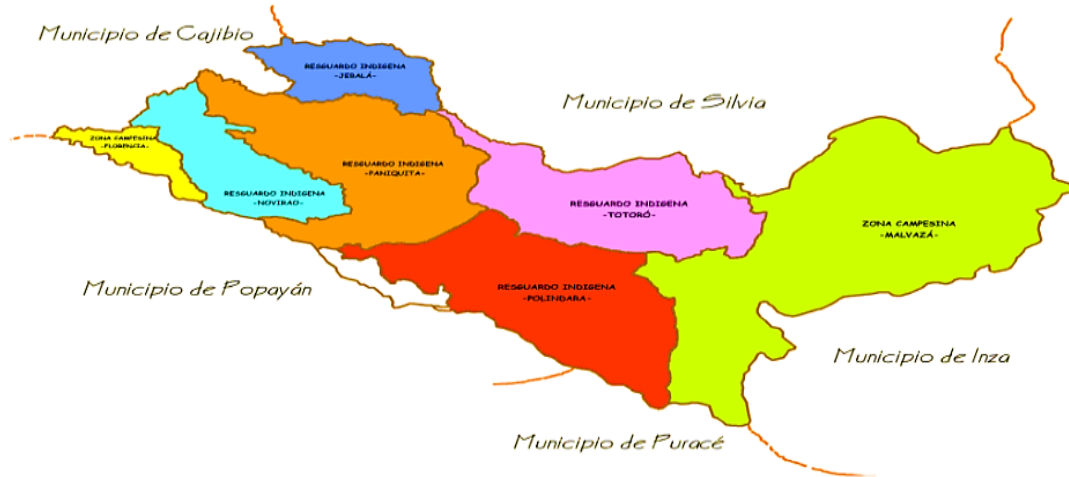 Municipio de Cajibio
RESGUARDO INDIGENA
-JEBALÁ-
Municipio de Silvia
ZONA CAMPESINA
-FLORENCIA-
RESGUARDO INDIGENA
-PANIQUITA-
RESGUARDO INDIGENA
-NOVIRAO-
RESGUARDO INDIGENA
-TOTORÓ-
ZONA CAMPESINA
-MALVAZÁ-
Municipio de Popayán
RESGUARDO INDIGENA
-POLINDARA-
Municipio de Inza
Municipio de Puracé